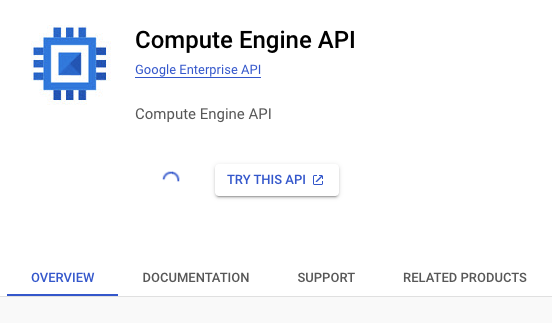 Compute Engine API
Google Enterprise API
Compute Engine API
TRY THIS API
OVERVIEW DOCUMENTATION SUPPORT RELATED PRODUCTS